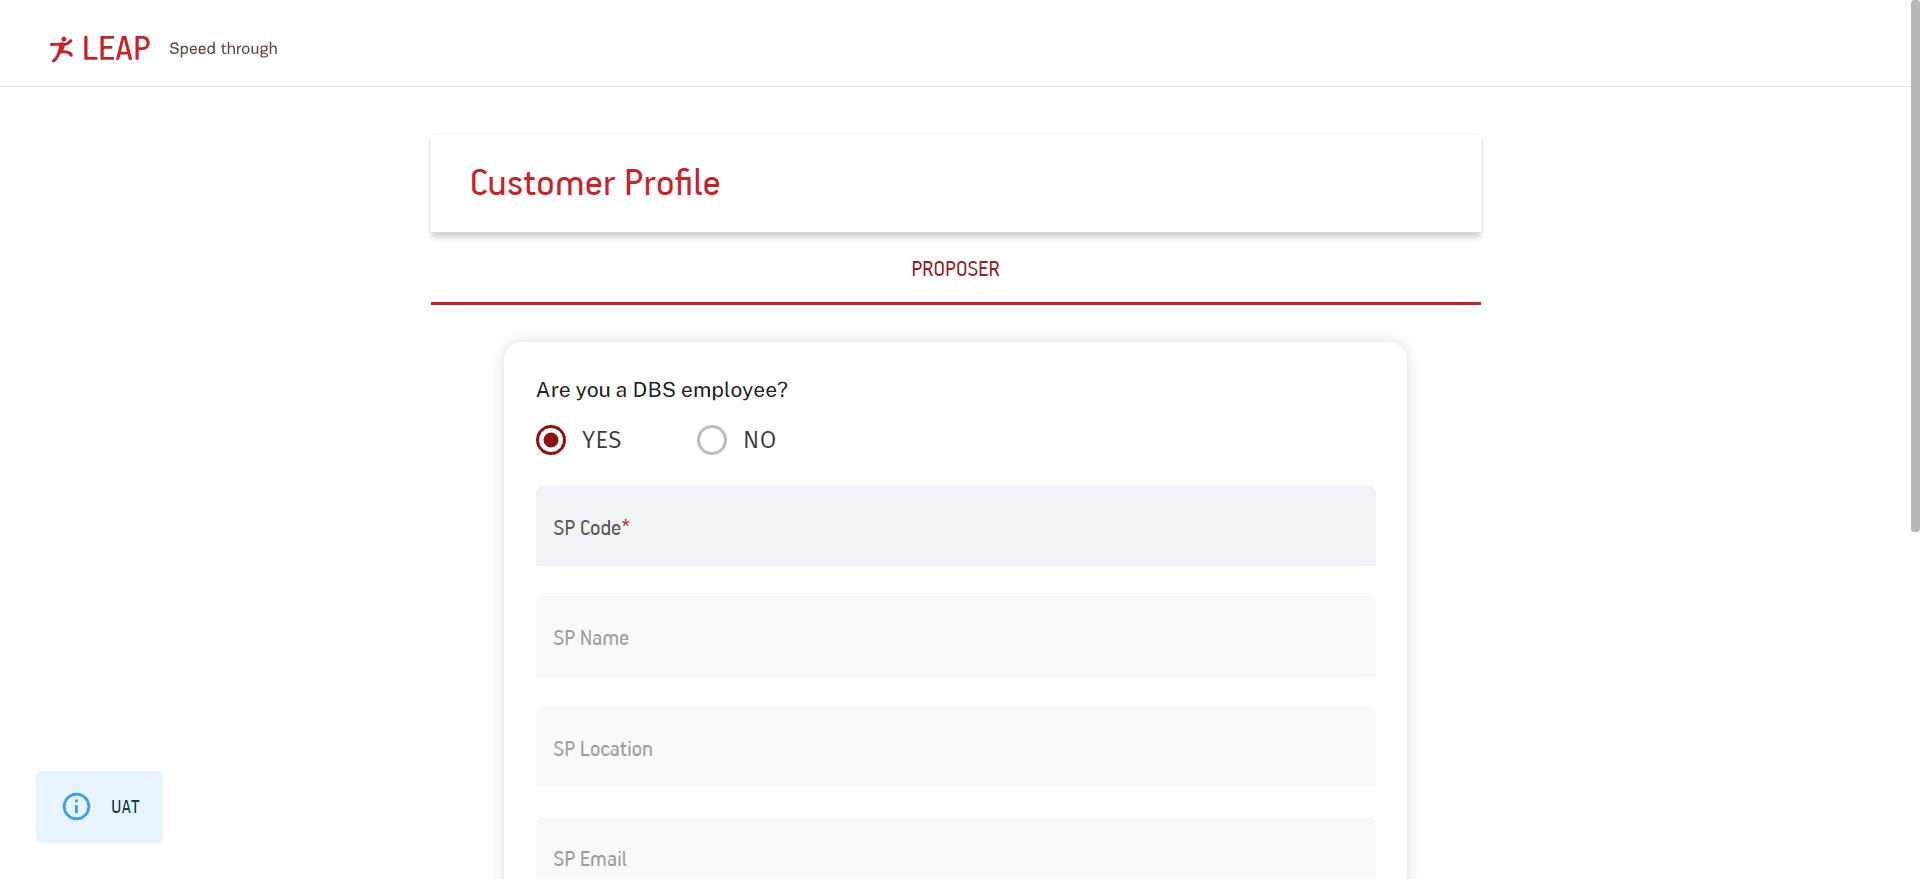 LEAP Speed through
Customer Profile
PROPOSER
Are you a DBS employee?
YES NO
SP Code*
SP Name
SP Location
UAT
SP Email